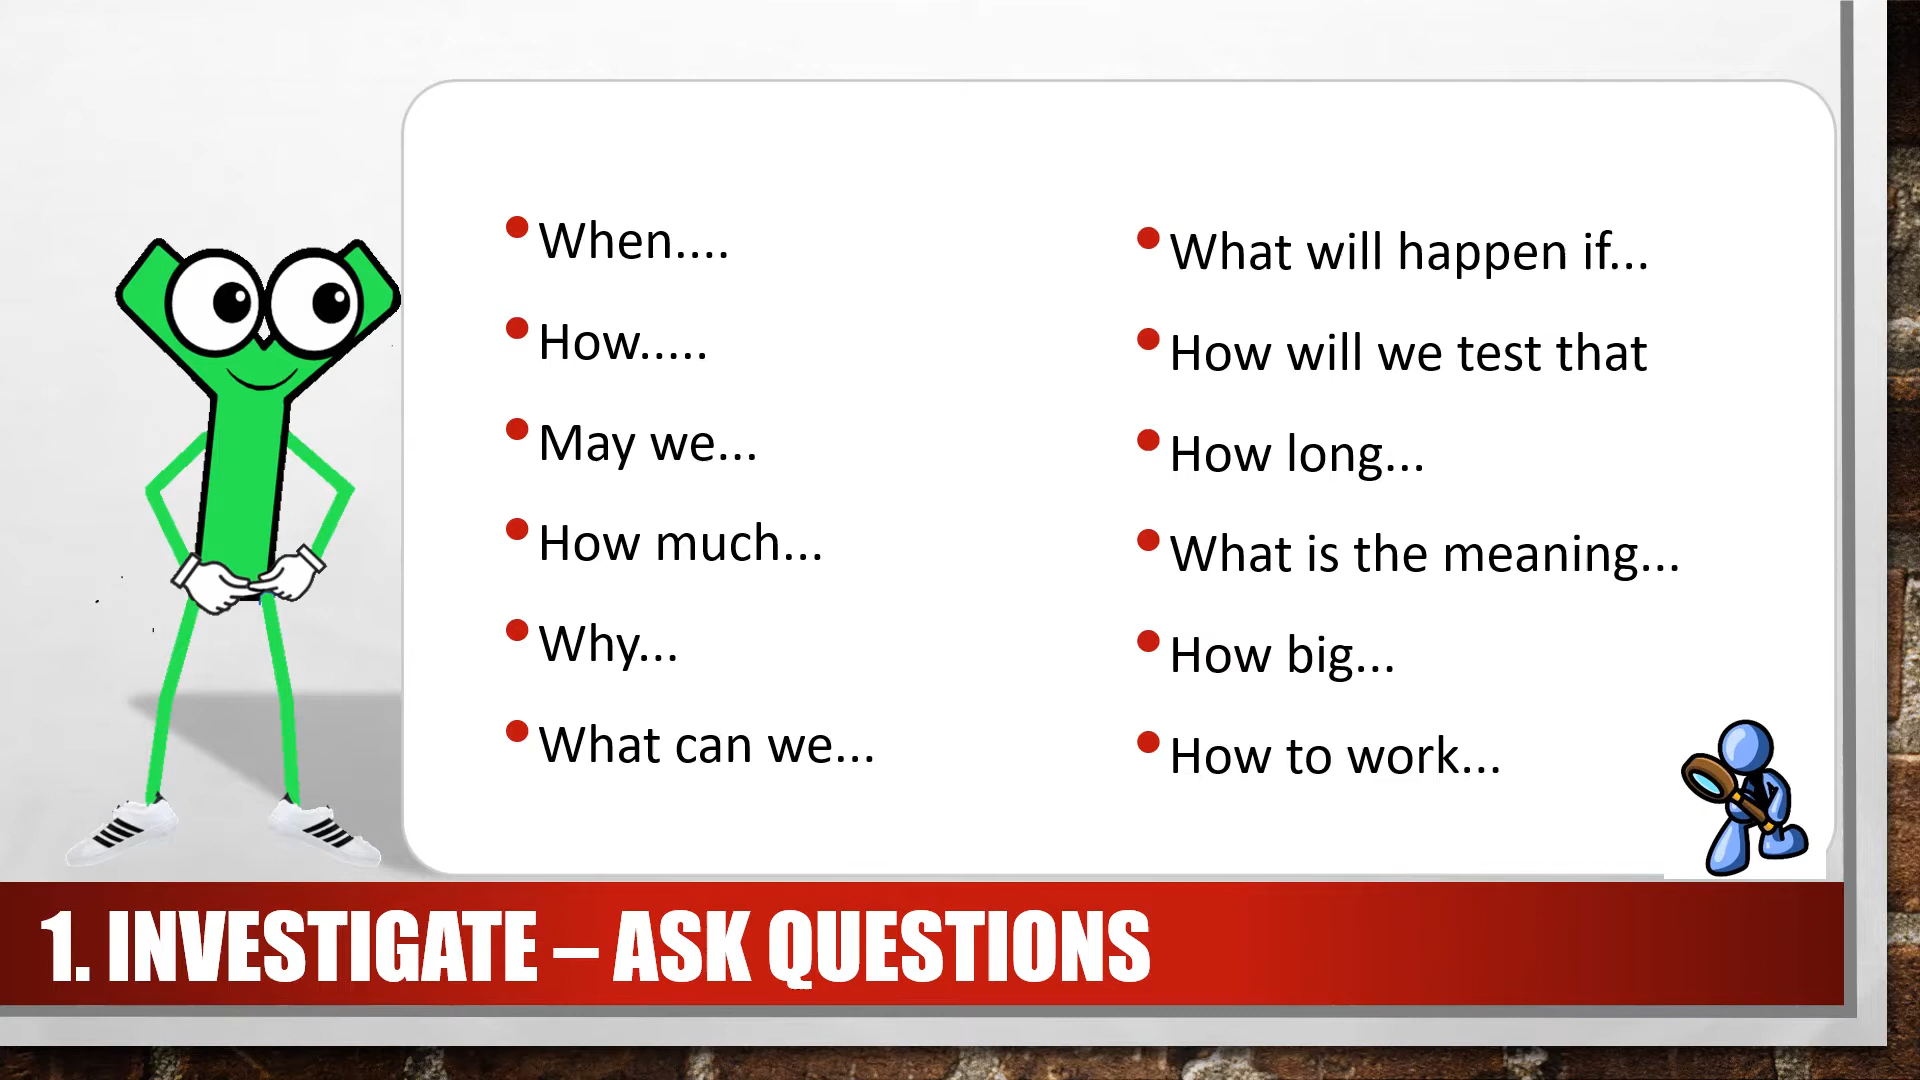 When....
How.....
May we...
How much...
Why...
What can we...
What will happen if...
How will we test that
How long...
What is the meaning...
How big...
How to work...
1. INVESTIGATE – ASK QUESTIONS